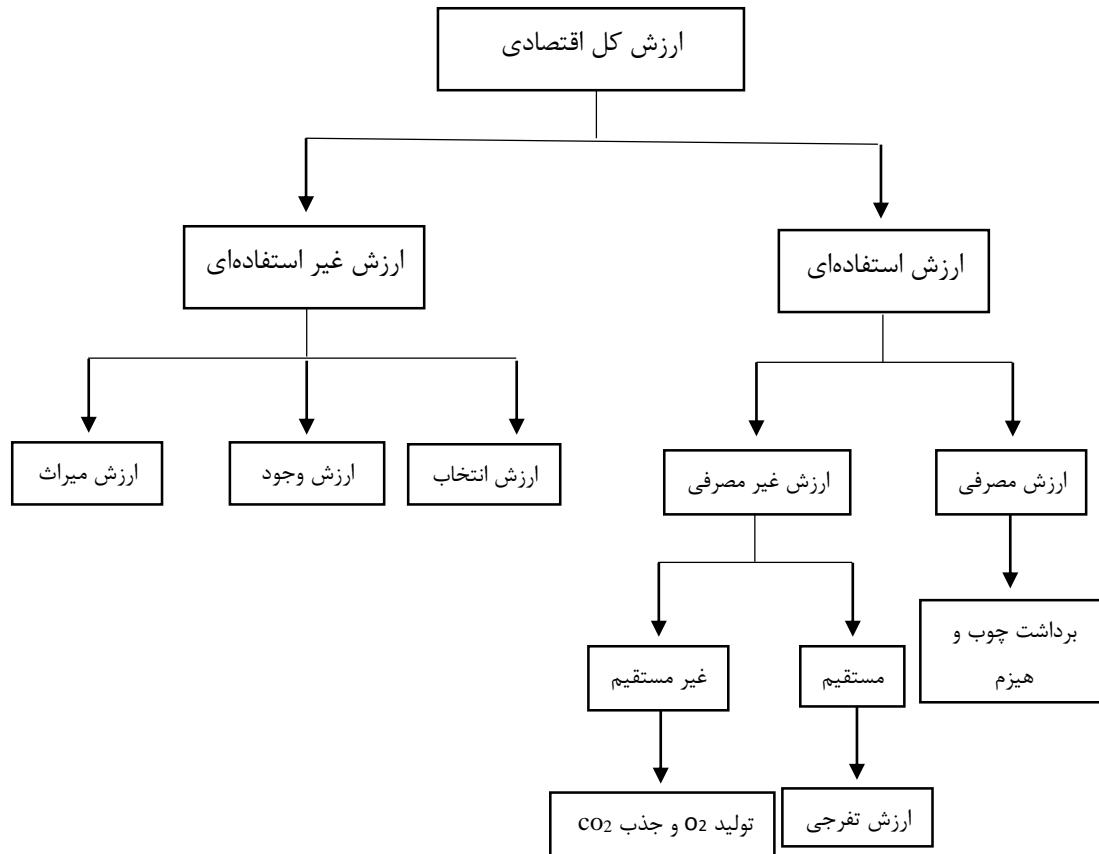 ارزش کل اقتصادی
ارزش استفاده‌ای
ارزش غیر استفاده‌ای
ارزش مصرفی
ارزش غیر مصرفی
ارزش انتخاب
ارزش وجود
ارزش میراث
برداشت چوب و
هیزم
مستقیم
غیر مستقیم
ارزش تفرجی
تولید o₂ و جذب co₂